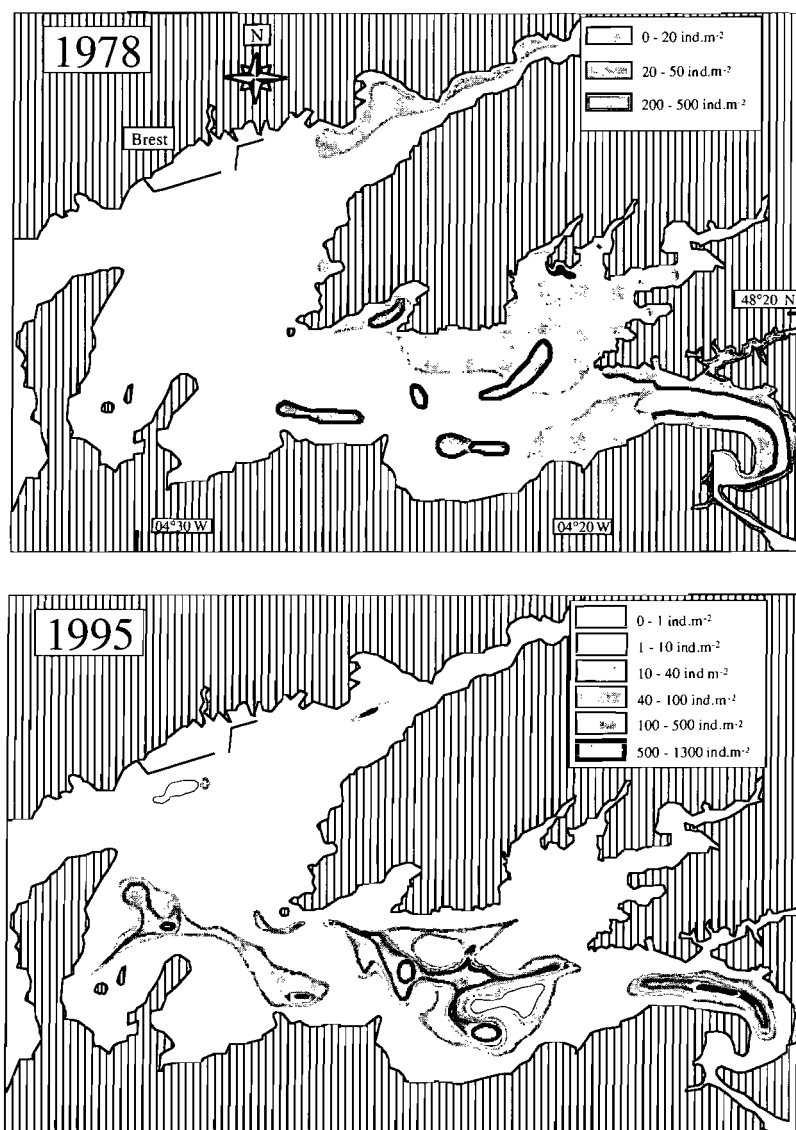 1978
N
Brest
0 - 20 ind.m-2
20 - 50 ind.m-2
200 - 500 ind.m-2
48°20 N
04°30 W
04°20 W
1995
0 - 1 ind.m-2
1 - 10 ind.m-2
10 - 40 ind m-2
40 - 100 ind.m-2
100 - 500 ind.m-2
500 - 1300 ind.m-2